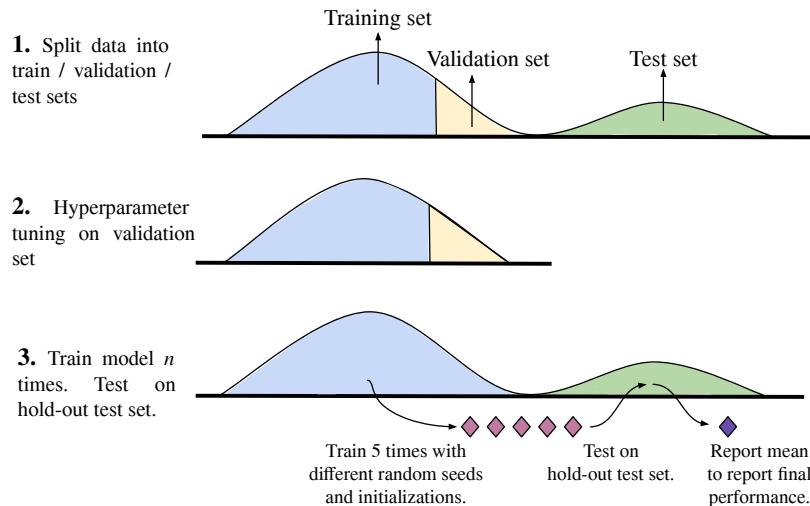 Training set
1. Split data into
train / validation /
test sets
Validation set
Test set
2. Hyperparameter
tuning on validation
set
3. Train model n
times. Test on
hold-out test set.
Train 5 times with
different random seeds
and initializations.
Test on
hold-out test set.
Report mean
to report final
performance.